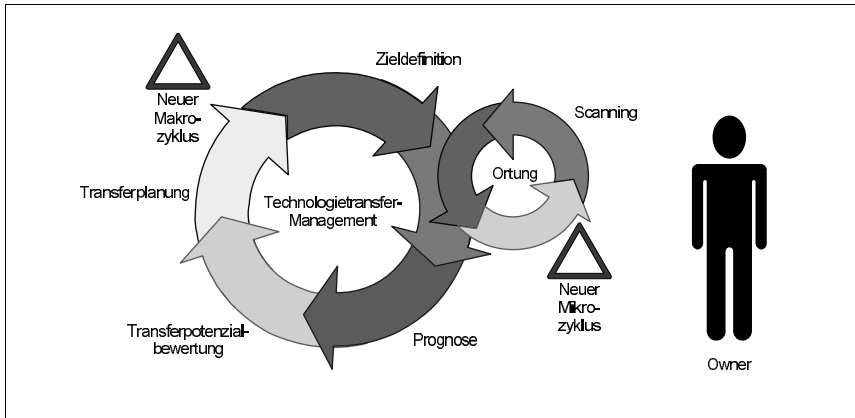 Zieldefinition
Neuer
Makro-
zyklus
Scanning
Ortung
Transferplanung
Technologietransfer-
Management
Neuer
Mikro-
zyklus
Transferpotenzial-
bewertung
Prognose
Owner